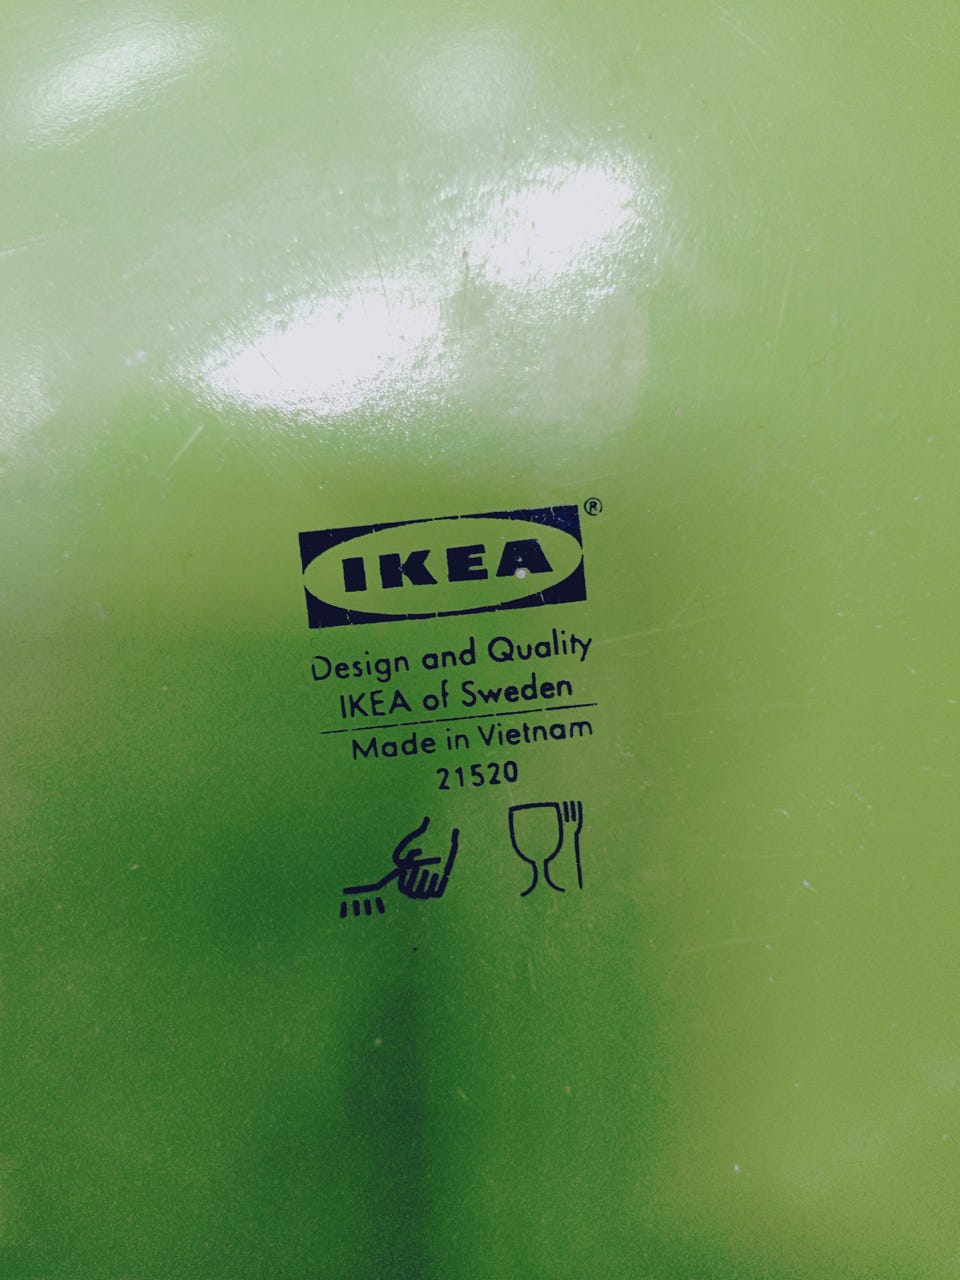 IKEA®
Design and Quality
IKEA of Sweden
Made in Vietnam
21520